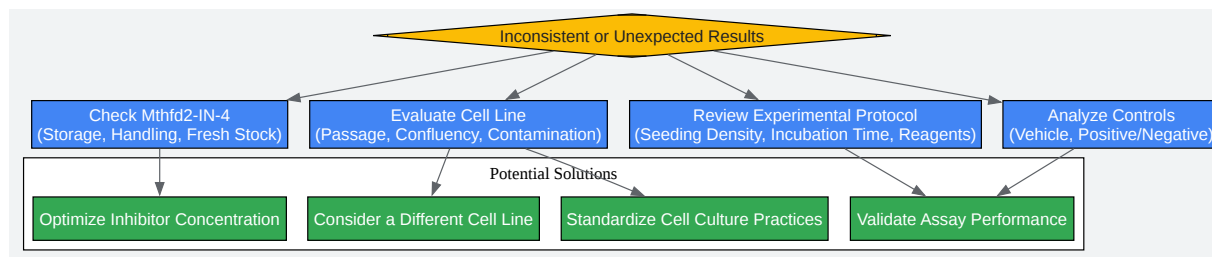 Inconsistent or Unexpected Results
Check Mthfd2-IN-4
(Storage, Handling, Fresh Stock)
Evaluate Cell Line
(Passage, Confluency, Contamination)
Review Experimental Protocol
(Seeding Density, Incubation Time, Reagents)
Analyze Controls
(Vehicle, Positive/Negative)
Potential Solutions
Optimize Inhibitor Concentration
Consider a Different Cell Line
Standardize Cell Culture Practices
Validate Assay Performance